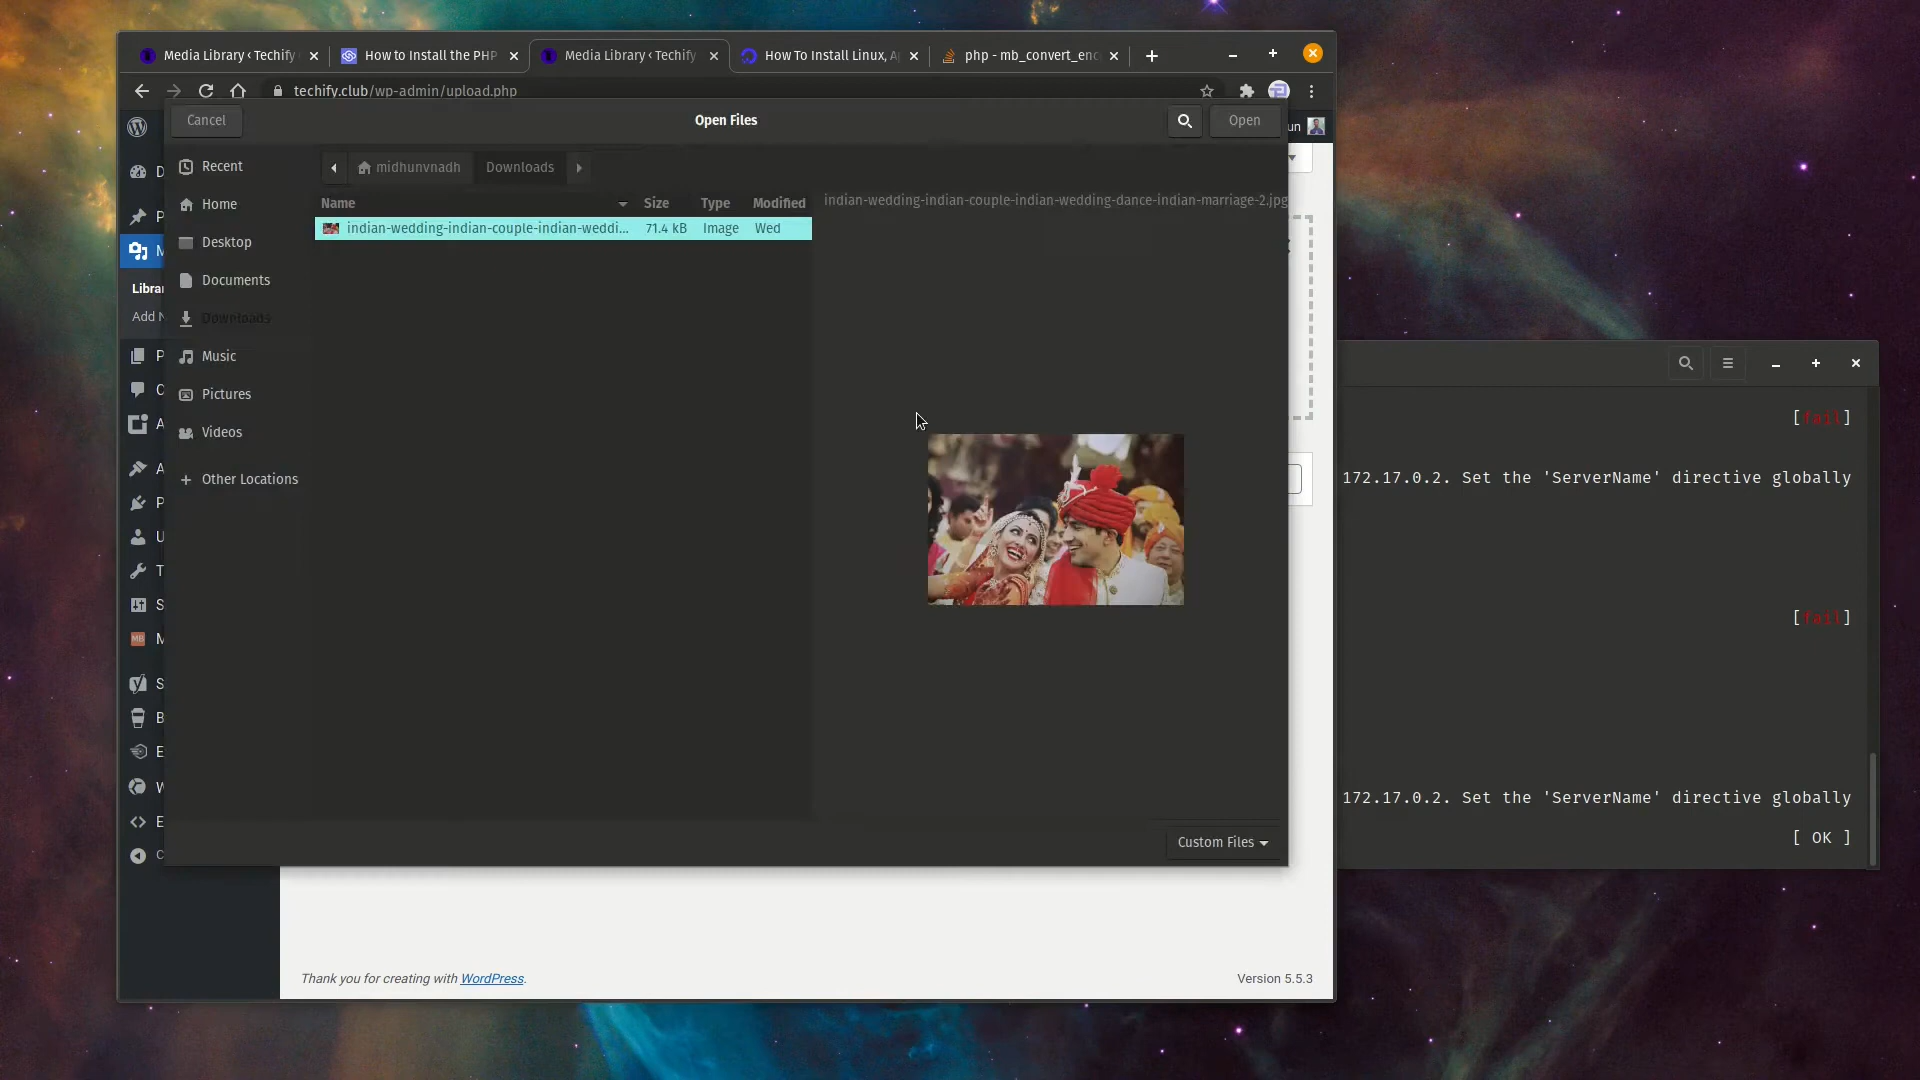 Media Library ‹ Techify
How to Install the PHP
Media Library ‹ Techify
How To Install Linux, A
php - mb_convert_enc
techify.club/wp-admin/upload.php
Cancel
Open Files
Open
un
Recent
midhunvnadh
Downloads
Name
Size
Type
Modified
indian-wedding-indian-couple-indian-wedding-dance-indian-marriage-2.jpg
indian-wedding-indian-couple-indian-weddi...
71.4 kB
Image
Wed
Home
Desktop
Documents
Downloads
Music
Pictures
Videos
Other Locations
D
P
M
Librar
Add N
P
C
A
A
P
U
T
S
MB
M
S
B
E
W
E
C
Custom Files
[fail]
172.17.0.2. Set the 'ServerName' directive globally
[fail]
172.17.0.2. Set the 'ServerName' directive globally
[ OK ]
Thank you for creating with WordPress.
Version 5.5.3